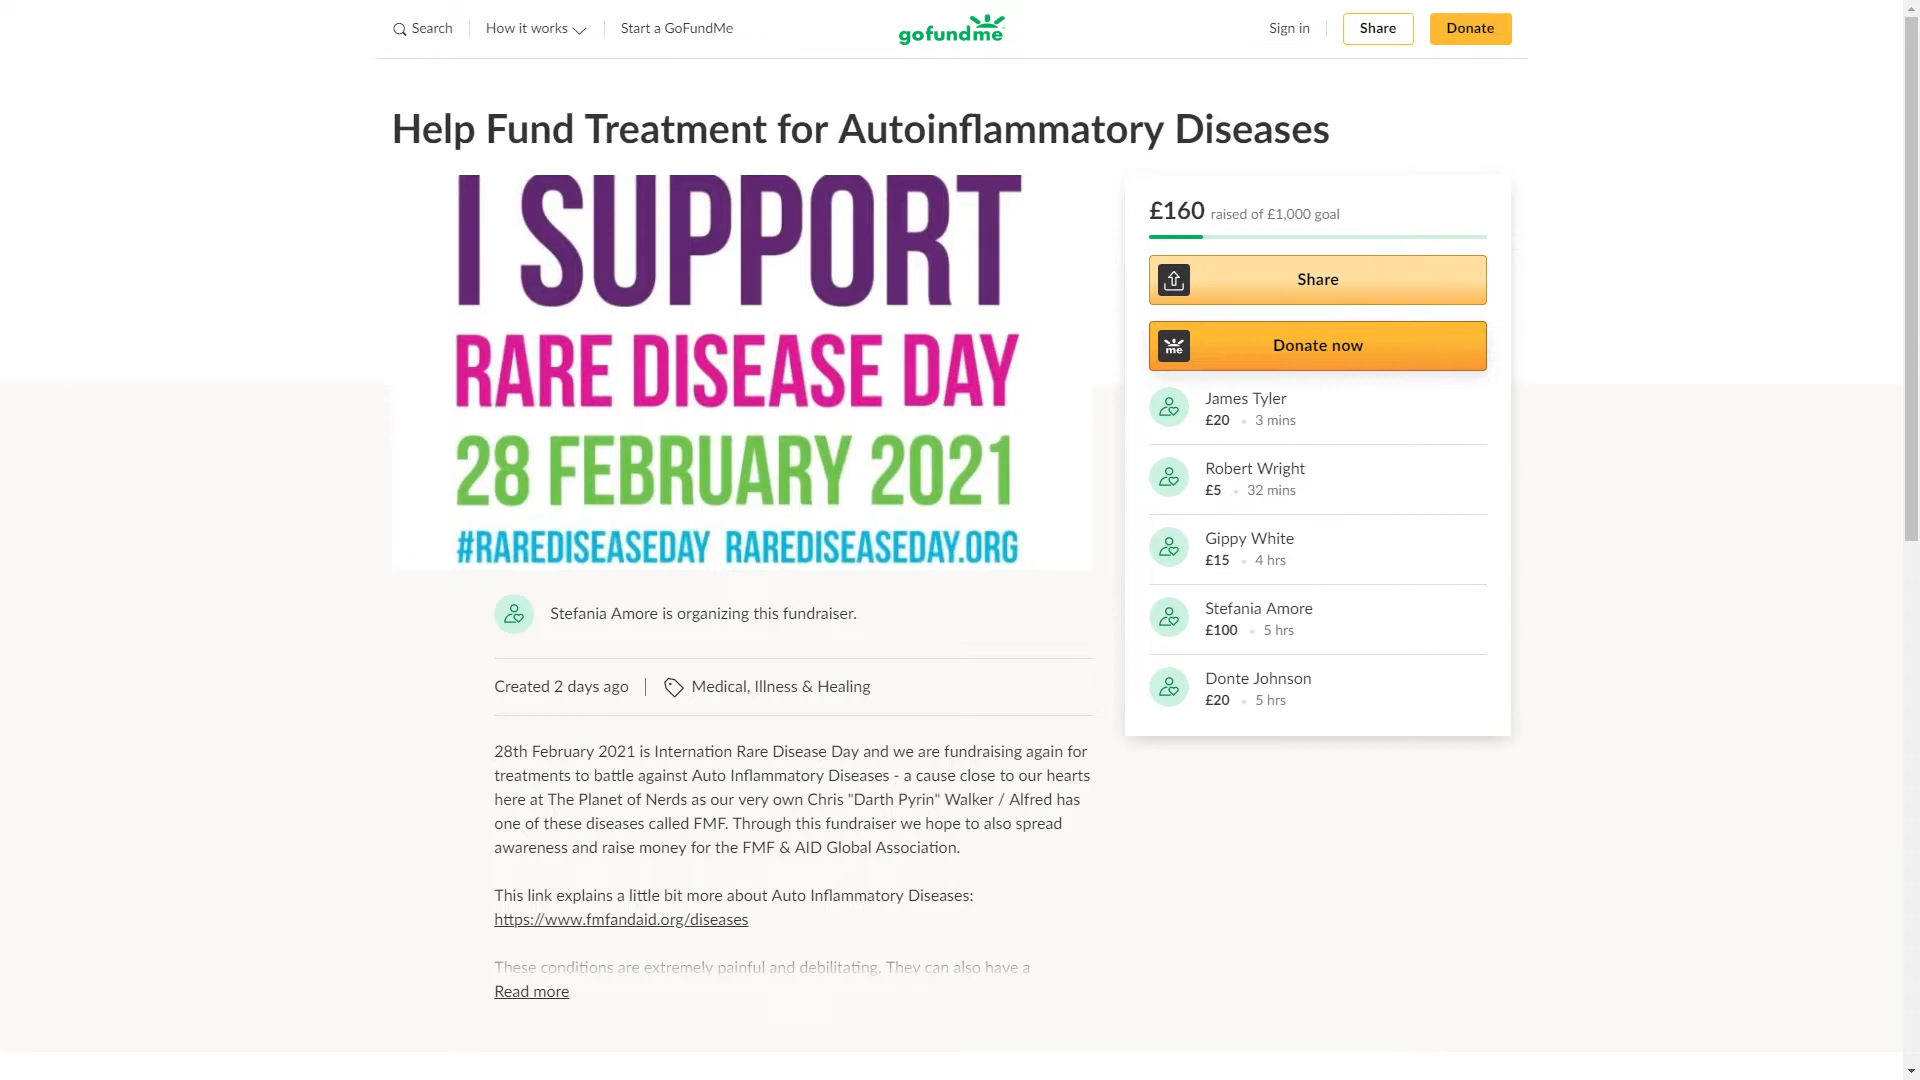 Search
How it works
Start a GoFundMe
gofundme
Sign in
Share
Donate
Help Fund Treatment for Autoinflammatory Diseases
I SUPPORT
RARE DISEASE DAY
28 FEBRUARY 2021
#RAREDISEASEDAY RAREDISEASEDAY.ORG
Stefania Amore is organizing this fundraiser.
Created 2 days ago
Medical, Illness & Healing
28th February 2021 is Internation Rare Disease Day and we are fundraising again for
treatments to battle against Auto Inflammatory Diseases - a cause close to our hearts
here at The Planet of Nerds as our very own Chris "Darth Pyrin" Walker / Alfred has
one of these diseases called FMF. Through this fundraiser we hope to also spread
awareness and raise money for the FMF & AID Global Association.
This link explains a little bit more about Auto Inflammatory Diseases:
https://www.fmfandaid.org/diseases
These conditions are extremely painful and debilitating. They can also have a
Read more
£160 raised of £1,000 goal
Share
me
Donate now
James Tyler
£20 • 3 mins
Robert Wright
£5 • 32 mins
Gippy White
£15 • 4 hrs
Stefania Amore
£100 • 5 hrs
Donte Johnson
£20 • 5 hrs